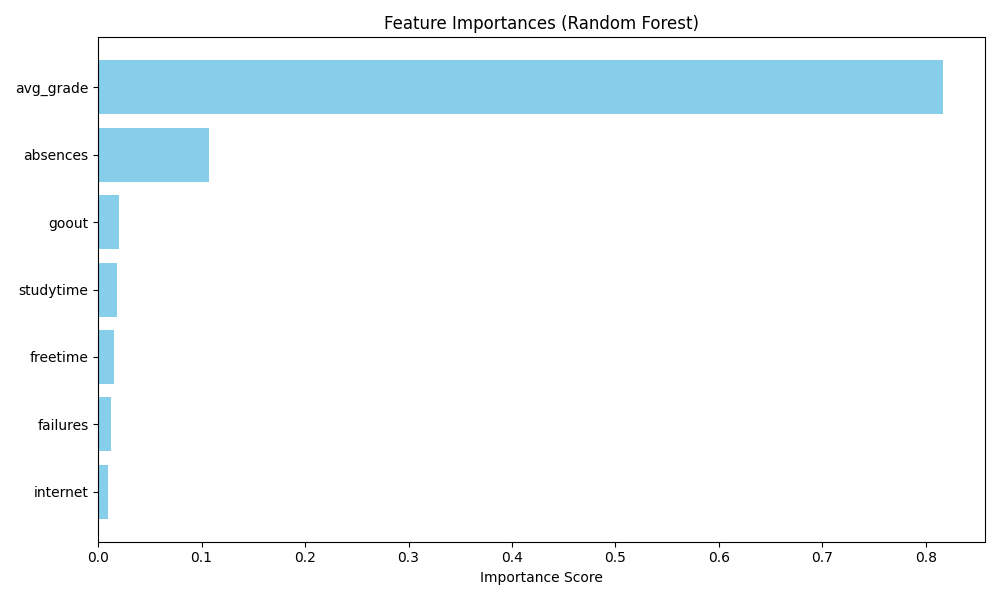 Feature Importances (Random Forest)
avg_grade
absences
goout
studytime
freetime
failures
internet
0.0 0.1 0.2 0.3 0.4 0.5 0.6 0.7 0.8
Importance Score